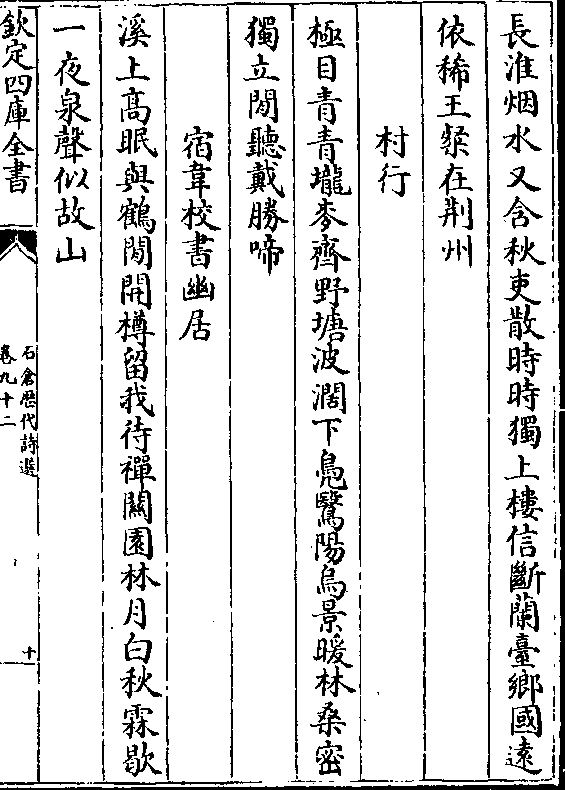 長淮烟水又含秋吏散時時獨上樓信斷蘭臺鄉國遠
依稀王粲在荆州
村行
極目青青壠麥齊野塘波濶下鳬鷖陽烏景暖林桑密
獨立閒聽戴勝啼
宿韋校書幽居
溪上高眠與鶴閒開樽留我待禪關園林月白秋霖歇
一夜泉聲似故山
欽定四庫全書
石倉歷代詩選
卷九十二
十